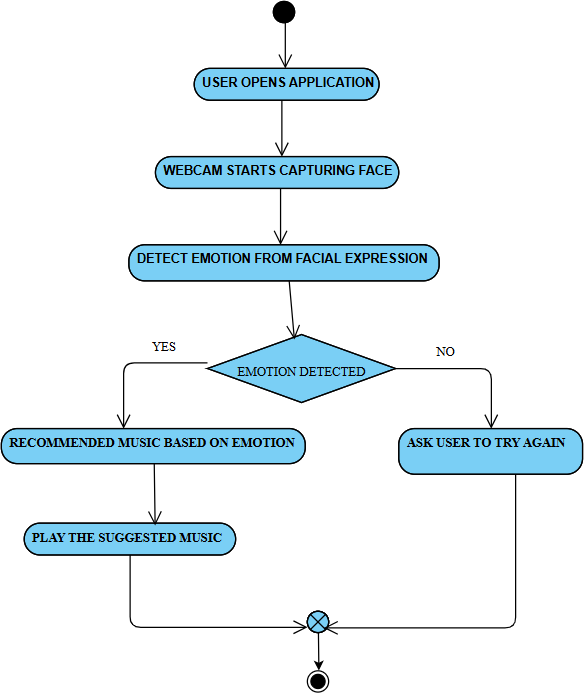 USER OPENS APPLICATION
WEBCAM STARTS CAPTURING FACE
DETECT EMOTION FROM FACIAL EXPRESSION
YES
NO
EMOTION DETECTED
RECOMMENDED MUSIC BASED ON EMOTION
ASK USER TO TRY AGAIN
PLAY THE SUGGESTED MUSIC